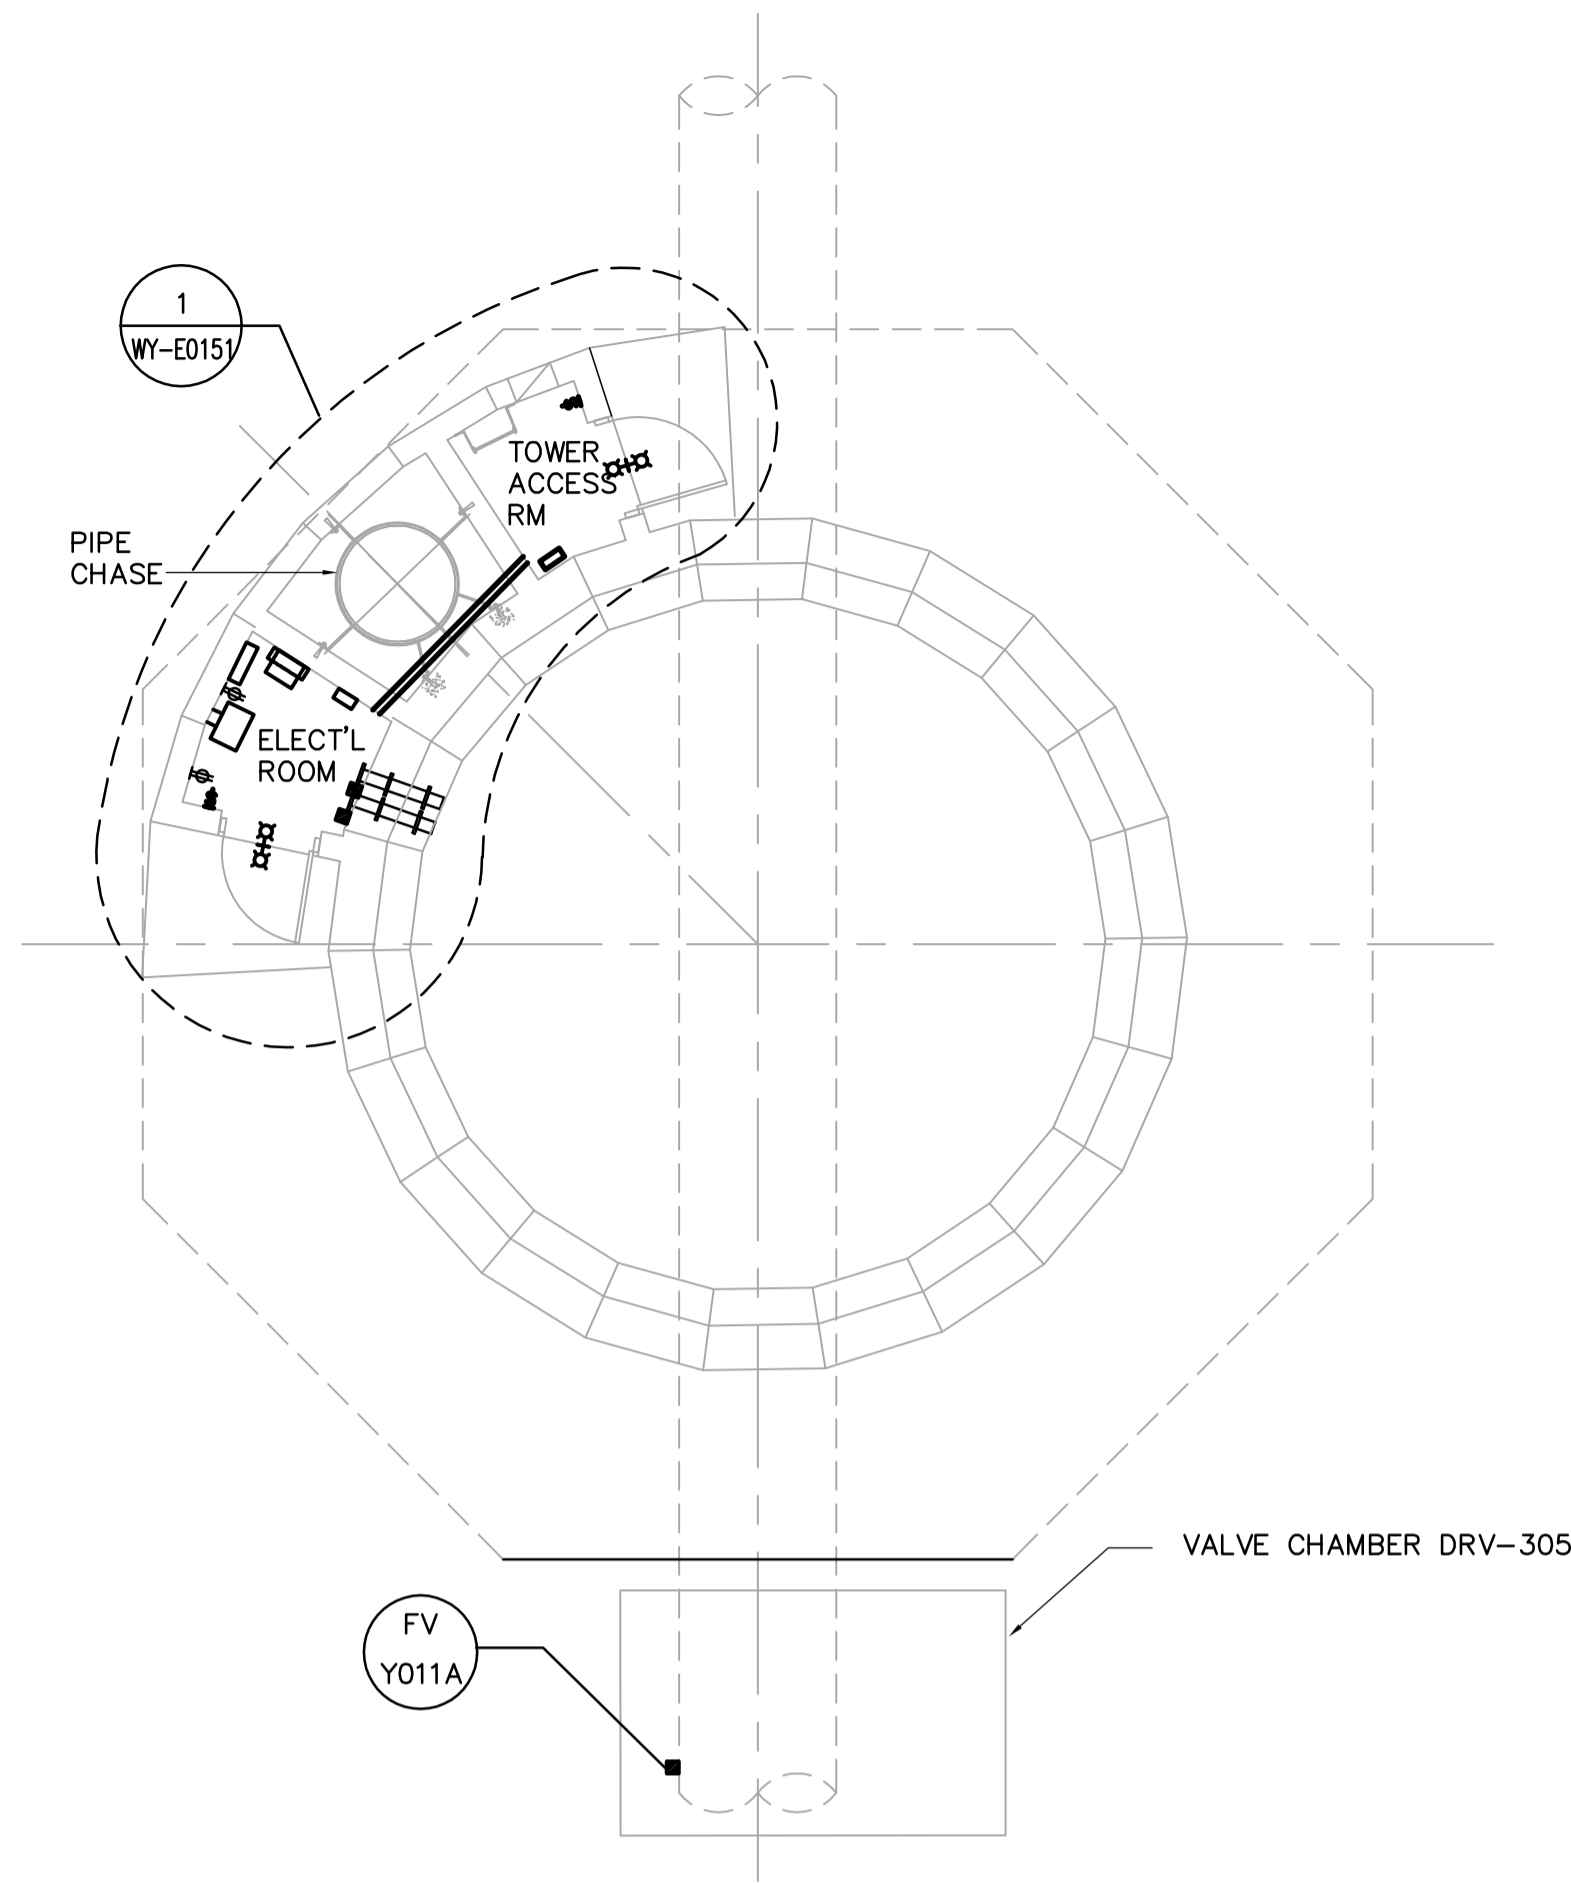 1
WY-E0151
TOWER
ACCESS
RM
PIPE
CHASE
ELECT'L
ROOM
VALVE CHAMBER DRV-305
FV
Y011A